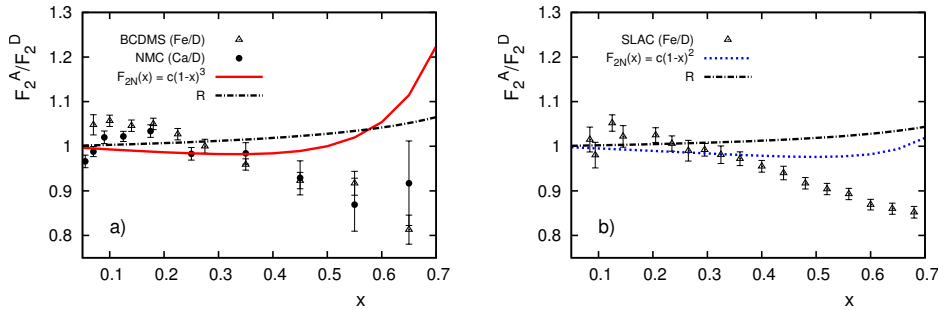 F₂ᴬ/F₂ᴰ
1.3
1.2
1.1
1
0.9
0.8
BCDMS (Fe/D)
NMC (Ca/D)
F₂N(x) = c(1-x)³
R
a)
0.1 0.2 0.3 0.4 0.5 0.6 0.7
x
F₂ᴬ/F₂ᴰ
1.3
1.2
1.1
1
0.9
0.8
SLAC (Fe/D)
F₂N(x) = c(1-x)²
R
b)
0.1 0.2 0.3 0.4 0.5 0.6 0.7
x